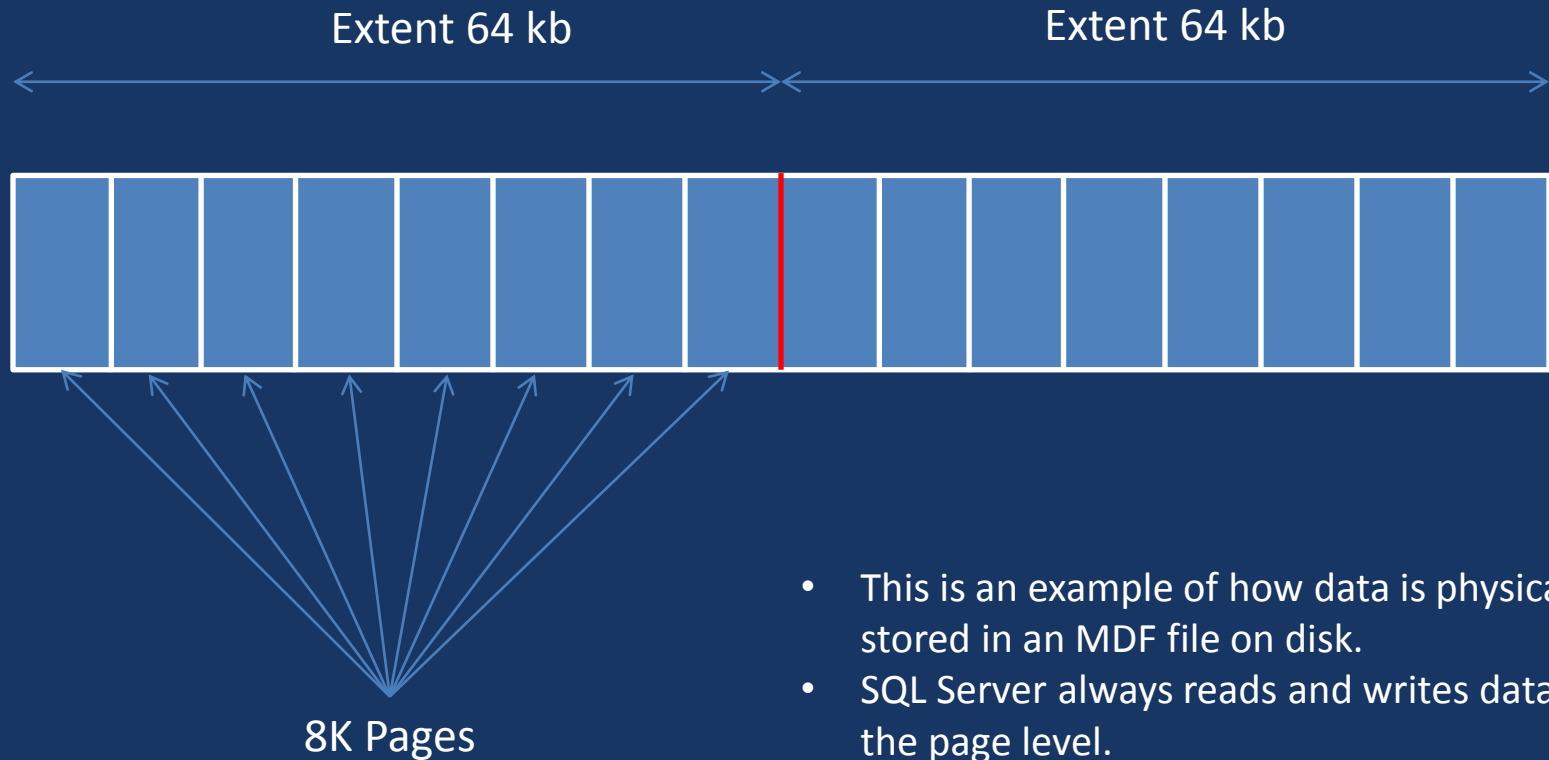 Extent 64 kb
Extent 64 kb
8K Pages
• This is an example of how data is
stored in an MDF file on disk.
• SQL Server always reads and writes data
the page level.